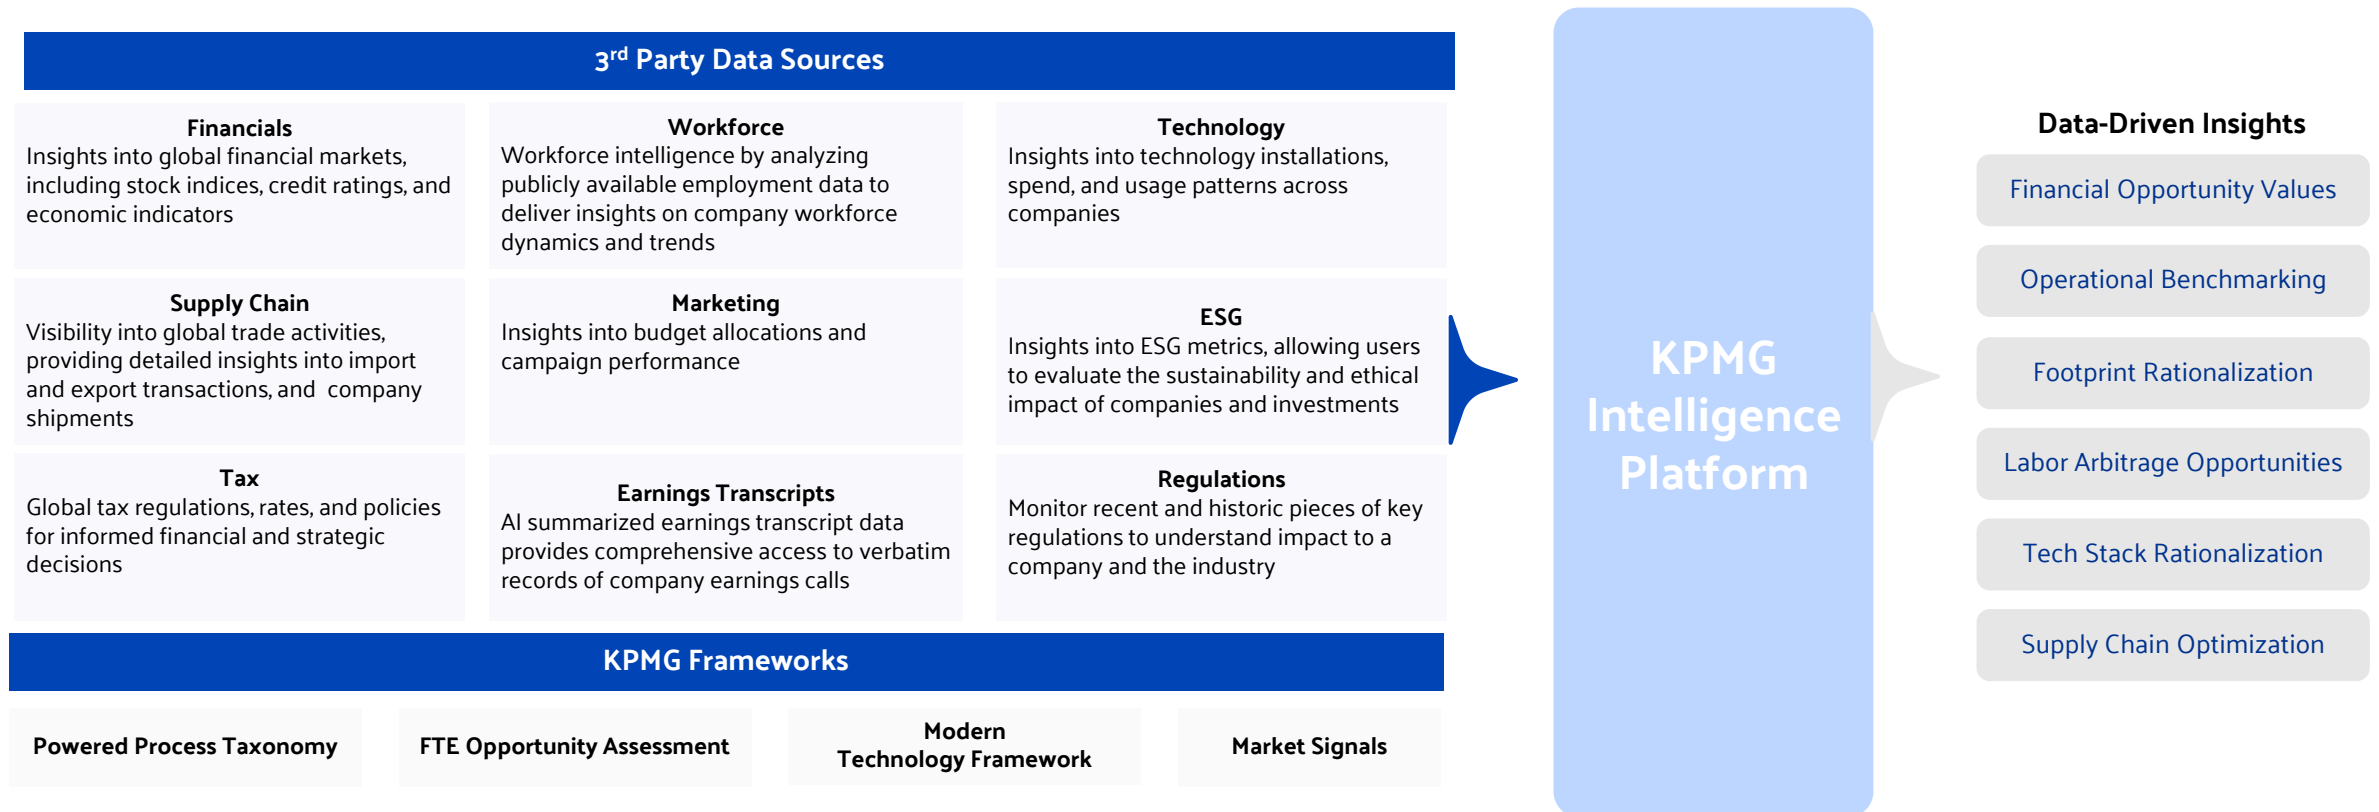 3rd Party Data Sources
Financials
Insights into global financial markets,
including stock indices, credit ratings, and
economic indicators
Workforce
Workforce intelligence by analyzing
publicly available employment data to
deliver insights on company workforce
dynamics and trends
Technology
Insights into technology installations,
spend, and usage patterns across
companies
Supply Chain
Visibility into global trade activities,
providing detailed insights into import
and export transactions, and  company
shipments
Marketing
Insights into budget allocations and
campaign performance
ESG
Insights into ESG metrics, allowing users
to evaluate the sustainability and ethical
impact of companies and investments
Tax
Global tax regulations, rates, and policies
for informed financial and strategic
decisions
Earnings Transcripts
AI summarized earnings transcript data
provides comprehensive access to verbatim
records of company earnings calls
Regulations
Monitor recent and historic pieces of key
regulations to understand impact to a
company and the industry
KPMG Frameworks
Powered Process Taxonomy
FTE Opportunity Assessment
Modern
Technology Framework
Market Signals
KPMG
Intelligence
Platform
Data-Driven Insights
Financial Opportunity Values
Operational Benchmarking
Footprint Rationalization
Labor Arbitrage Opportunities
Tech Stack Rationalization
Supply Chain Optimization